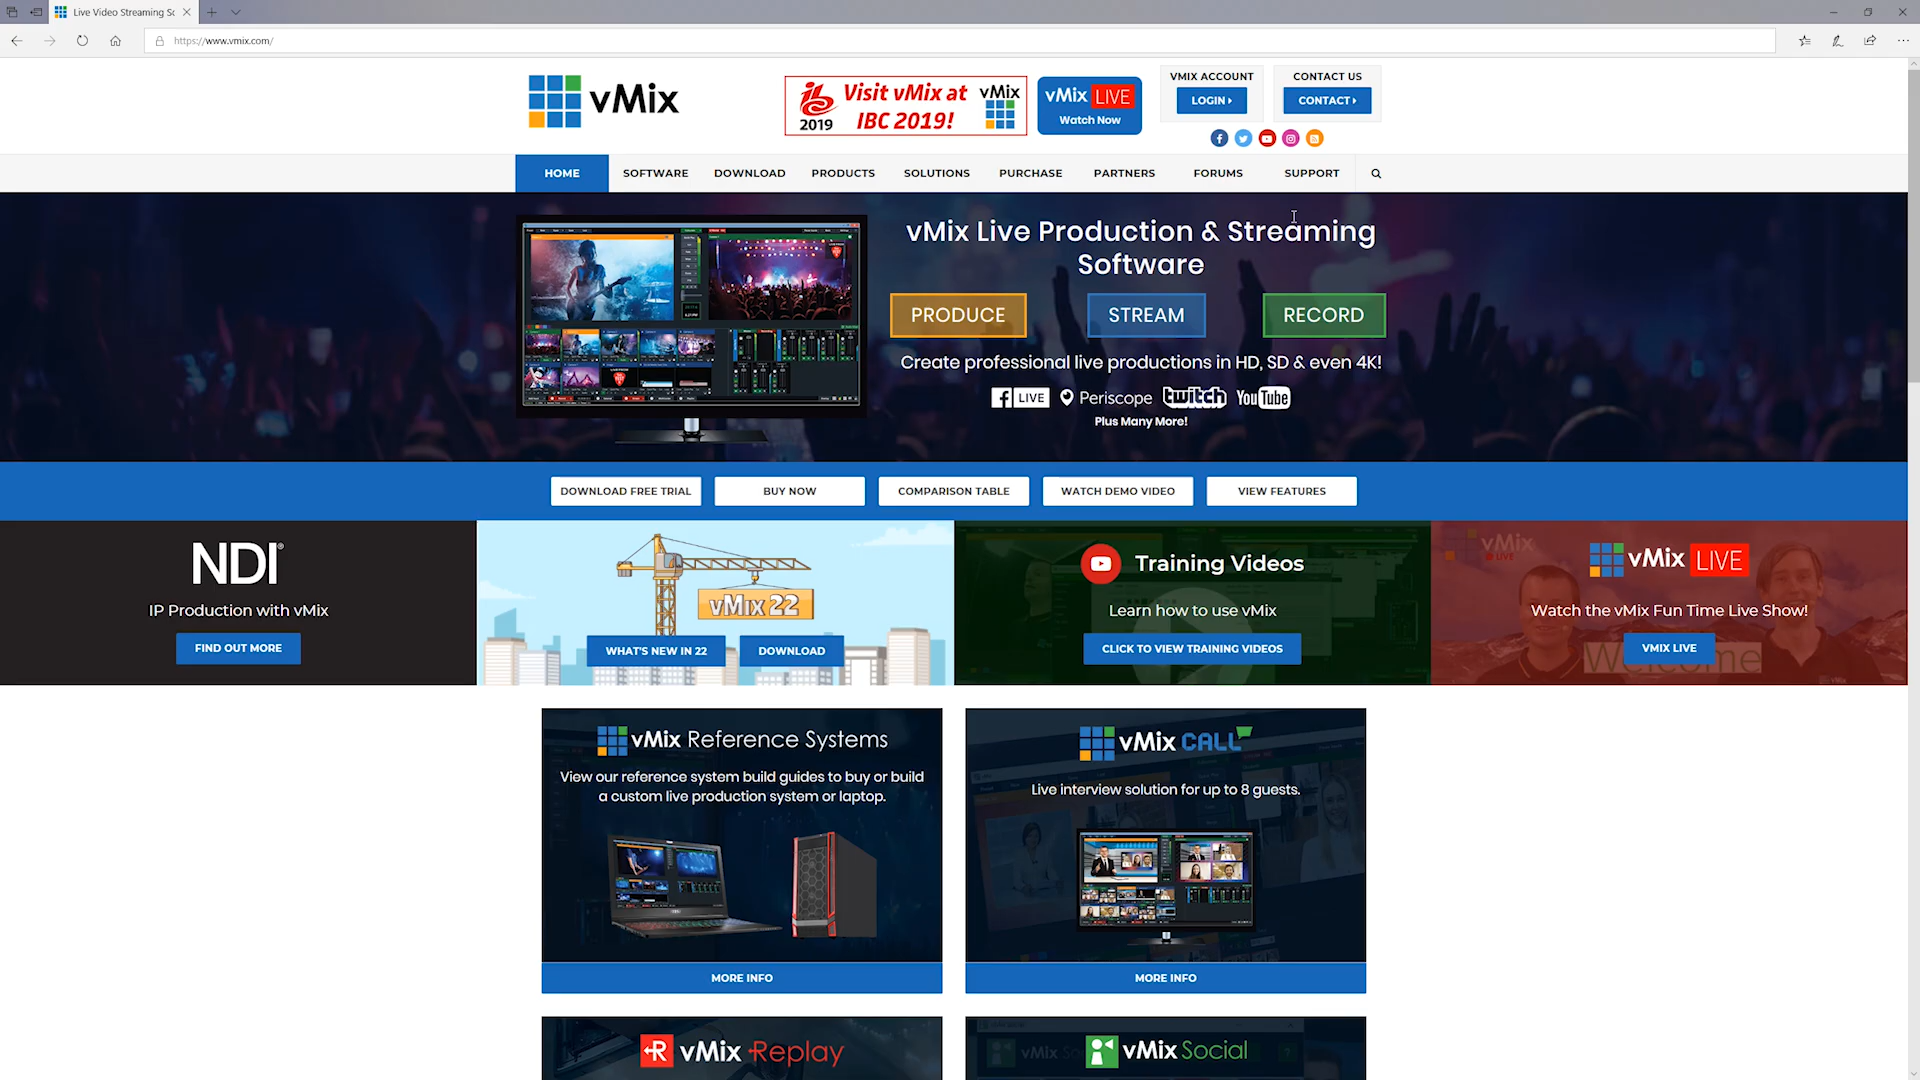 Live Video Streaming So
https://www.vmix.com/
vMix
2019
Visit vMix at
IBC 2019!
vMix
vMix LIVE
Watch Now
VMIX ACCOUNT
LOGIN
CONTACT US
CONTACT
HOME
SOFTWARE
DOWNLOAD
PRODUCTS
SOLUTIONS
PURCHASE
PARTNERS
FORUMS
SUPPORT
vMix Live Production & Streaming
Software
PRODUCE
STREAM
RECORD
Create professional live productions in HD, SD & even 4K!
LIVE
Periscope
twitch
YouTube
Plus Many More!
DOWNLOAD FREE TRIAL
BUY NOW
COMPARISON TABLE
WATCH DEMO VIDEO
VIEW FEATURES
NDI®
IP Production with vMix
FIND OUT MORE
vMix 22
WHAT'S NEW IN 22
DOWNLOAD
Training Videos
Learn how to use vMix
CLICK TO VIEW TRAINING VIDEOS
vMix
LIVE
vMix LIVE
Watch the vMix Fun Time Live Show!
Welcome
VMIX LIVE
vMix Reference Systems
View our reference system build guides to buy or build
a custom live production system or laptop.
MORE INFO
vMix CALL
Live interview solution for up to 8 guests.
MORE INFO
R vMix Replay
vMix Social